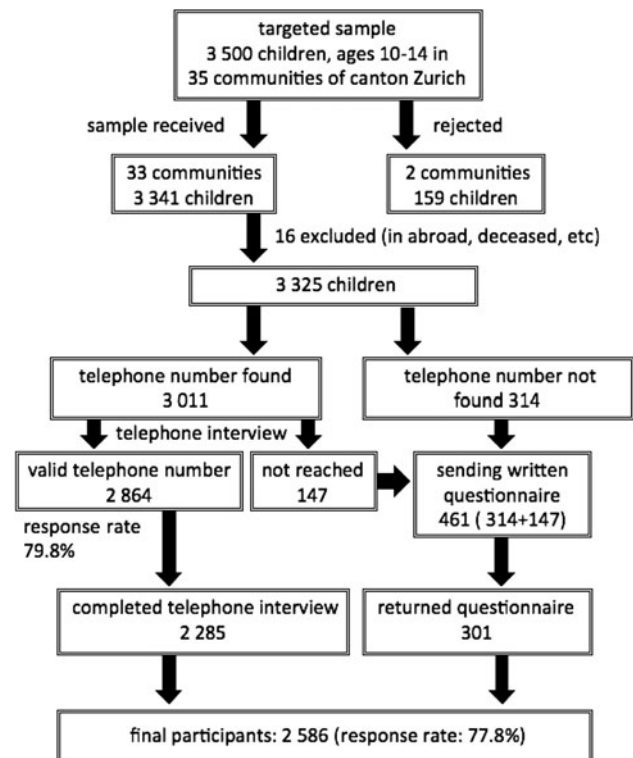 targeted sample
3 500 children, ages 10-14 in
35 communities of canton Zurich
sample received
rejected
33 communities
3 341 children
2 communities
159 children
16 excluded (in abroad, deceased, etc)
3 325 children
telephone number found
3 011
telephone number not
found 314
telephone interview
valid telephone number
2 864
not reached
147
sending written
questionnaire
461 ( 314+147)
response rate
79.8%
completed telephone interview
2 285
returned questionnaire
301
final participants: 2 586 (response rate: 77.8%)